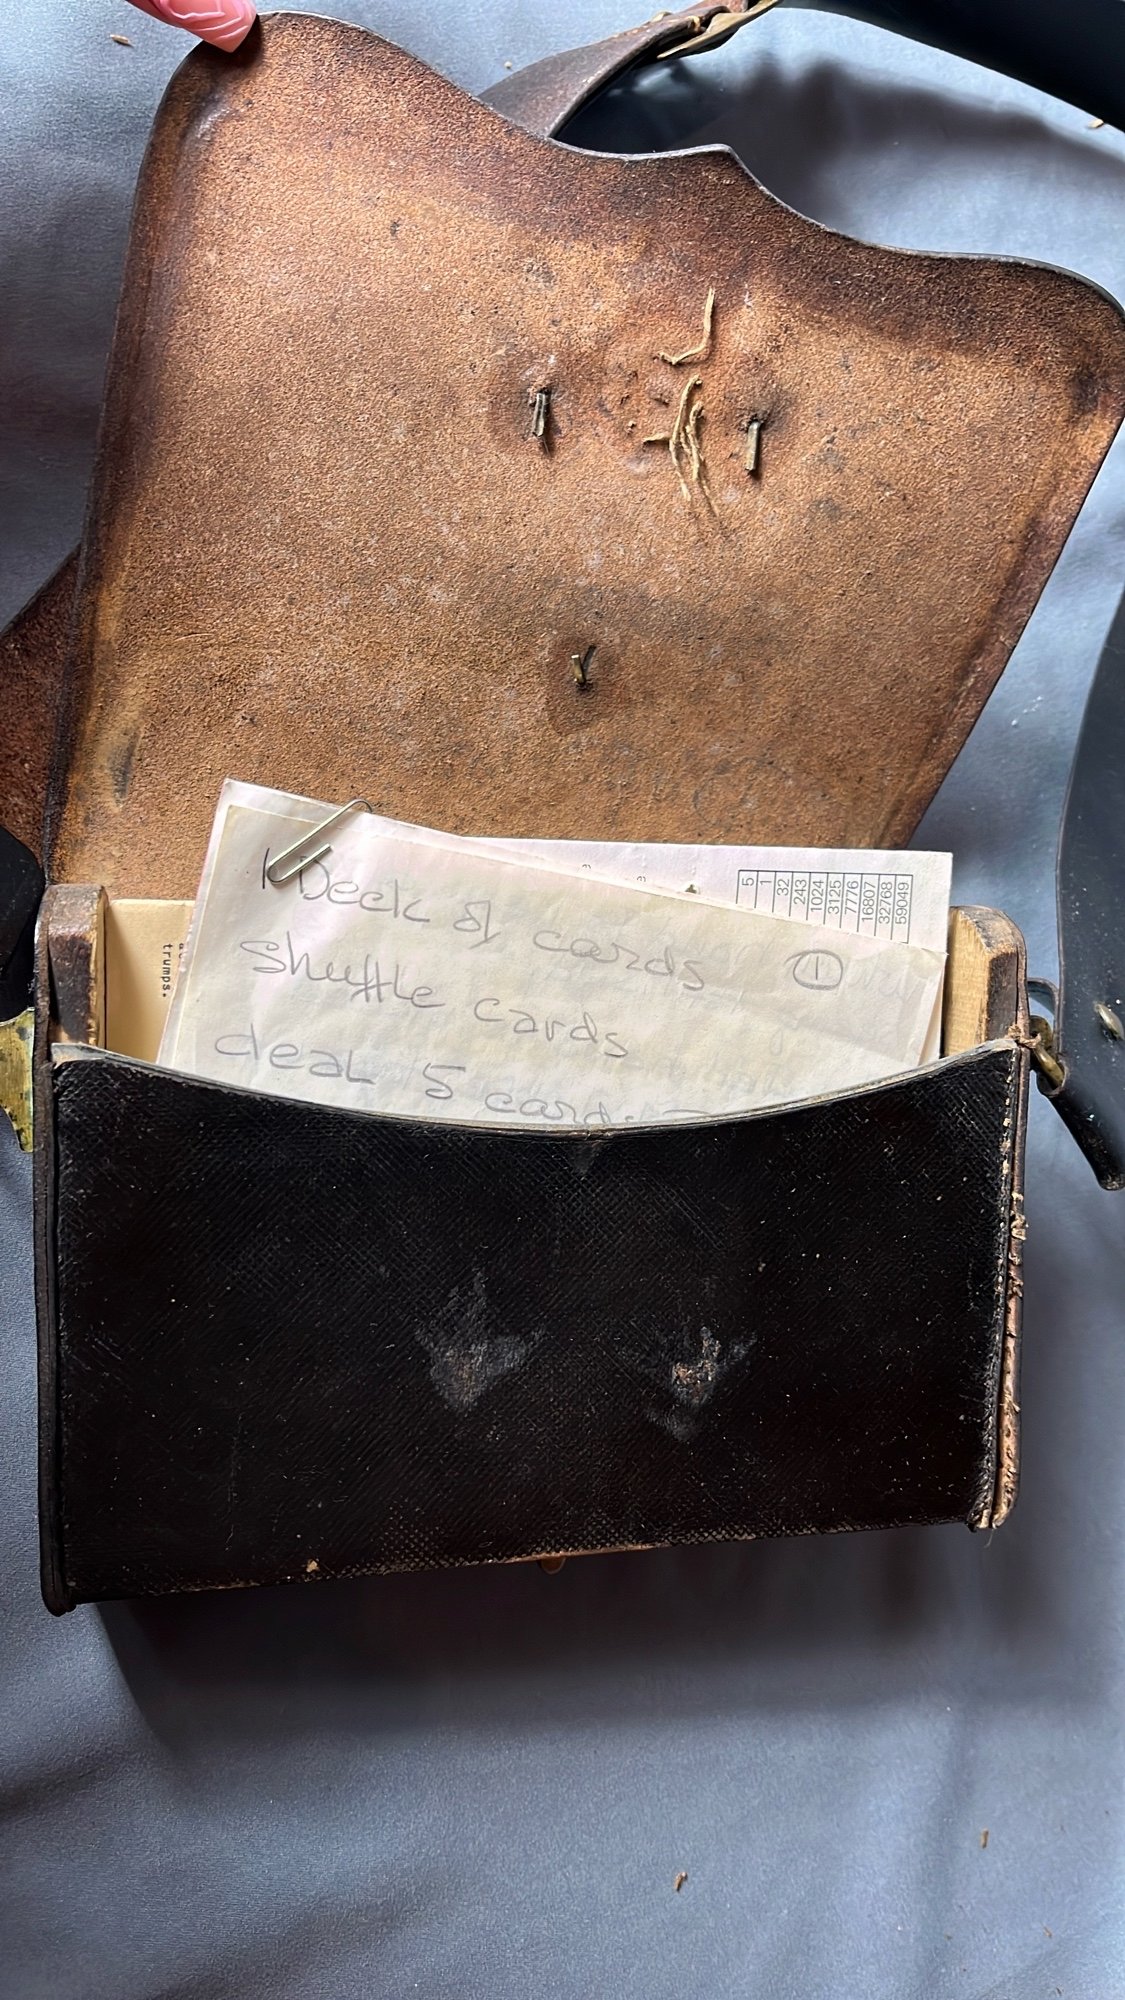 1 Deck of cards
①
shuffle cards
deal 5 cards
5
1
32
243
1024
3125
7776
16807
32768
59049
trumps.